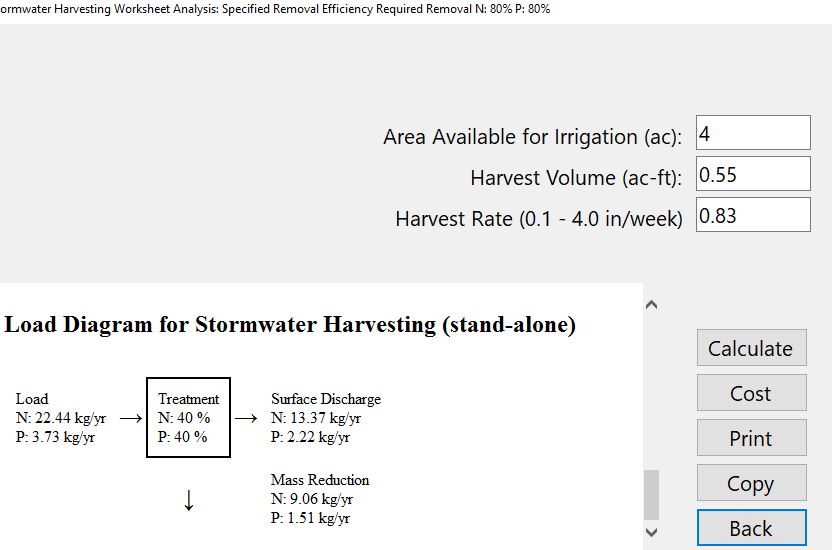 ormwater Harvesting Worksheet Analysis: Specified Removal Efficiency Required Removal N: 80% P: 80%
Area Available for Irrigation (ac): 4
Harvest Volume (ac-ft): 0.55
Harvest Rate (0.1 - 4.0 in/week) 0.83
Load Diagram for Stormwater Harvesting (stand-alone)
Load
N: 22.44 kg/yr
P: 3.73 kg/yr
→
Treatment
N: 40 %
P: 40 %
→
Surface Discharge
N: 13.37 kg/yr
P: 2.22 kg/yr
↓
Mass Reduction
N: 9.06 kg/yr
P: 1.51 kg/yr
Calculate
Cost
Print
Copy
Back